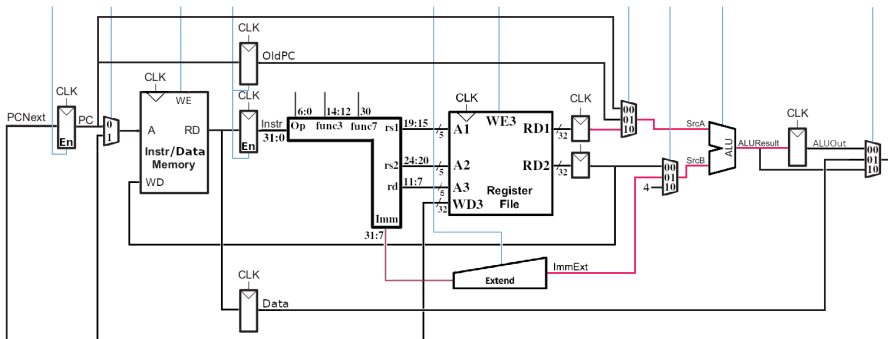 CLK
OldPC
CLK
PCNext
PC
En
0
1
CLK
WE
A
RD
Instr/Data
Memory
WD
En
CLK
Instr
31:0
En
6:0
14:12
30
Op
func3
func7
rs1
rs2
rd
Imm
31:7
19:15
24:20
11:7
5
5
5
32
CLK
WE3
A1
RD1
A2
RD2
A3
Register
WD3
File
32
32
CLK
00
01
10
00
01
10
4
SrcA
SrcB
ALU
ALUResult
CLK
ALUOut
00
01
10
Extend
ImmExt
CLK
Data